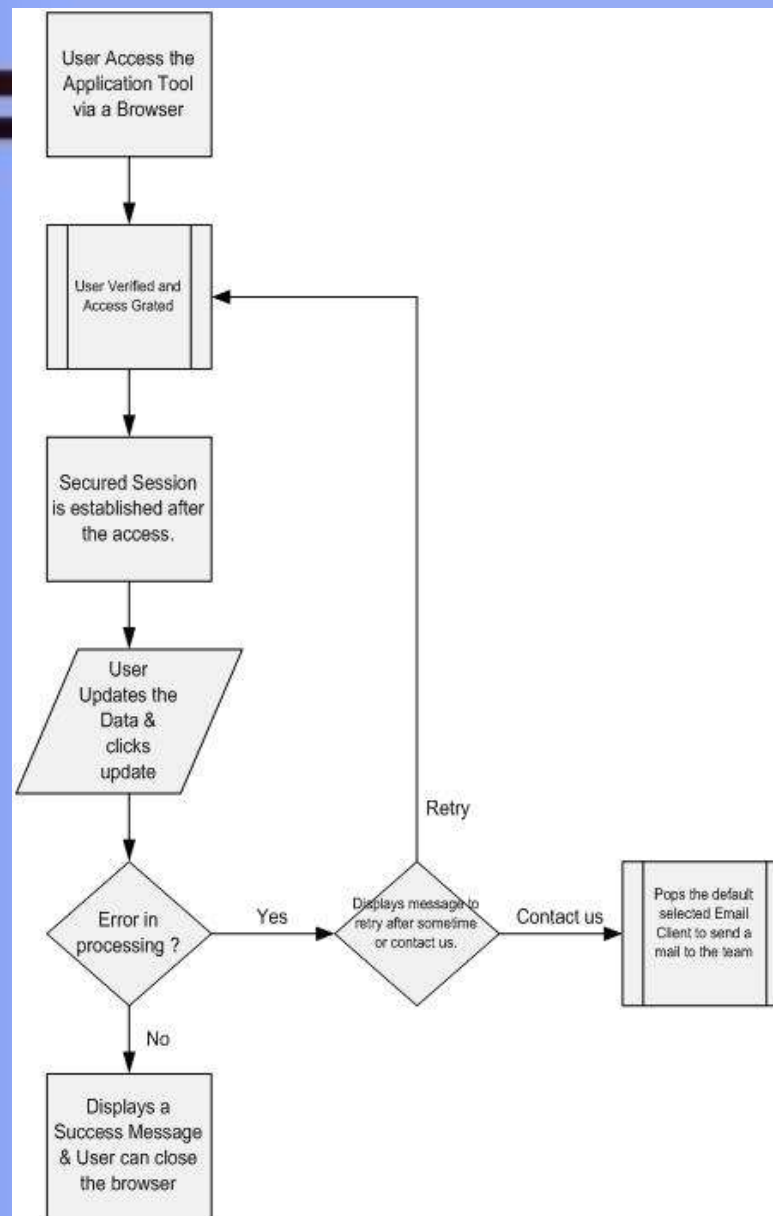 User Access the
Application Tool
via a Browser
User Verified and
Access Grated
Secured Session
is established after
the access.
User
Updates the
Data &
clicks
update
Retry
Error in
processing ?
Yes
Displays message to
retry after sometime
or contact us.
Contact us
Pops the default
selected Email
Client to send a
mail to the team
No
Displays a
Success Message
& User can close
the browser